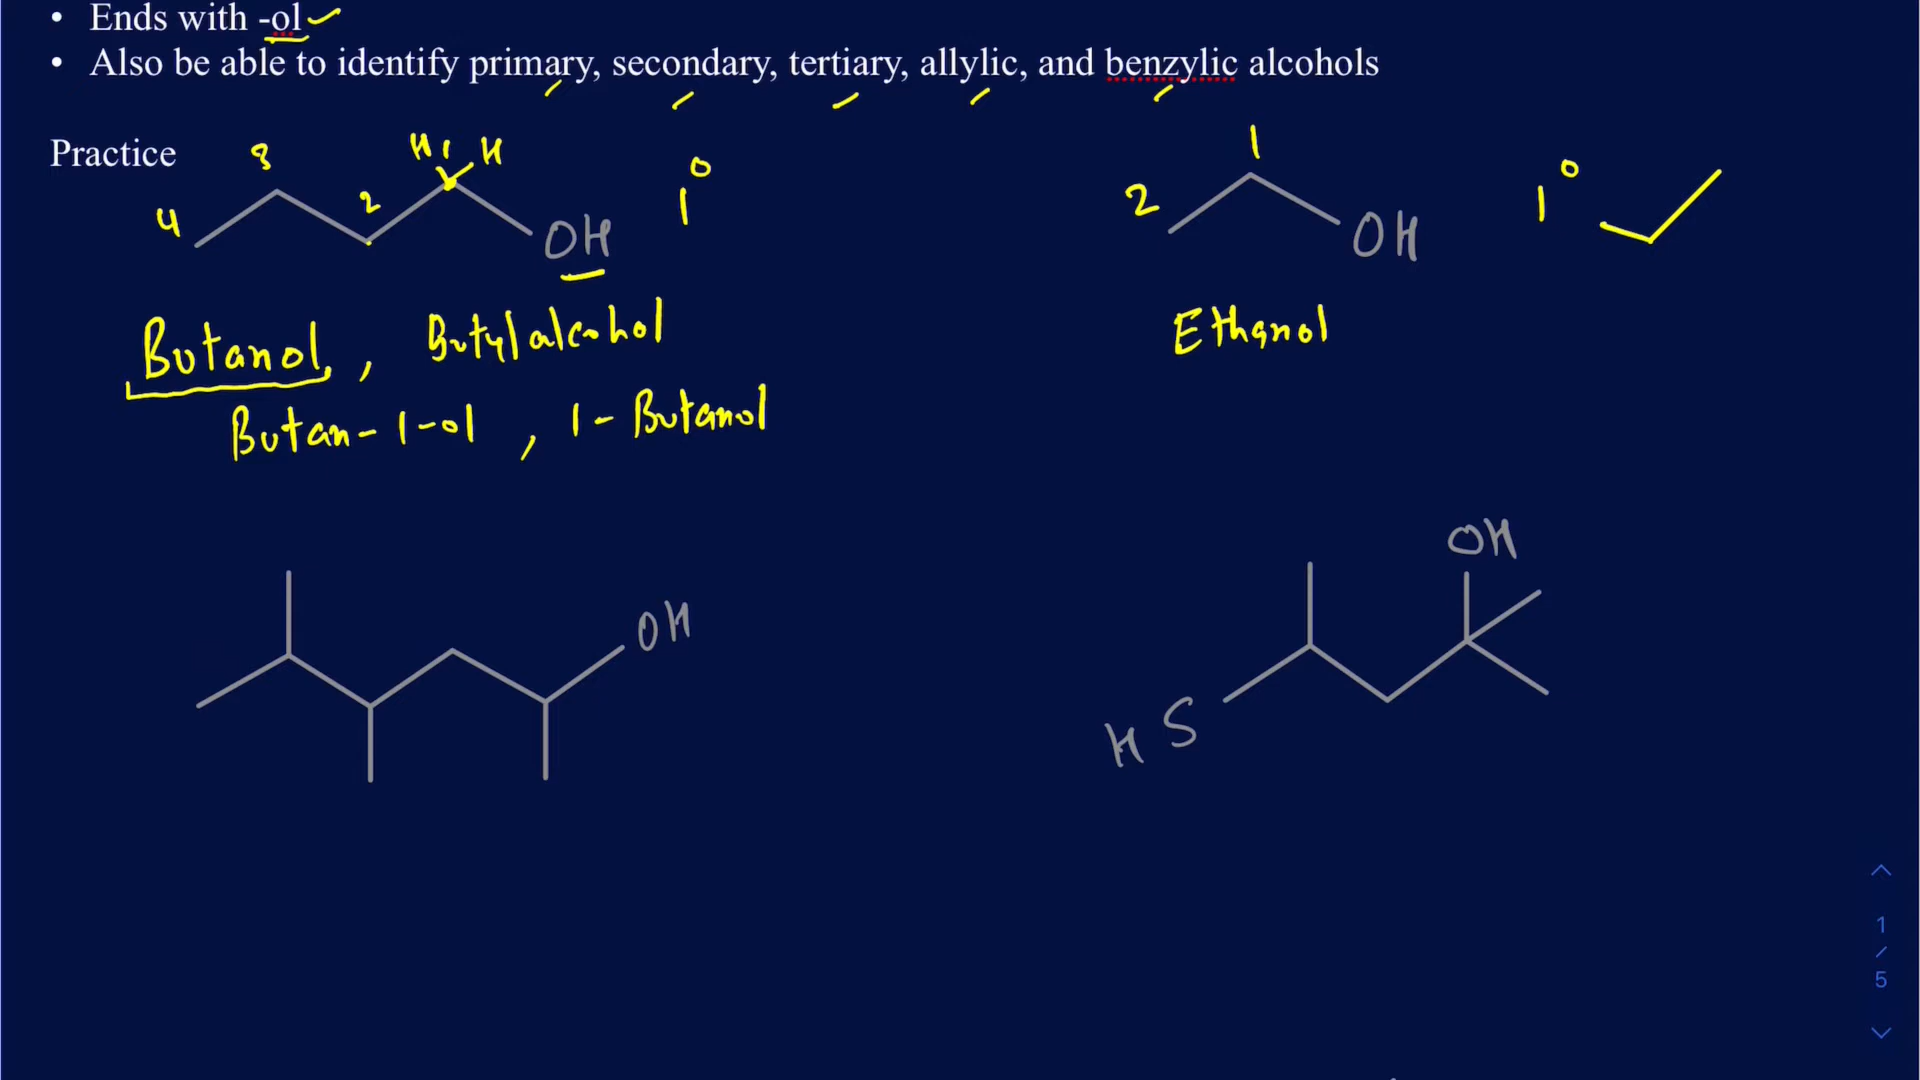 • Ends with -ol
• Also be able to identify primary, secondary, tertiary, allylic, and benzylic alcohols
Practice
4 3 2 H 1 H OH 1°
2 1 OH 1°
Butanol, Butylalcohol
Butan-1-ol, 1-Butanol
Ethanol
OH
OH
HS
1
/
5